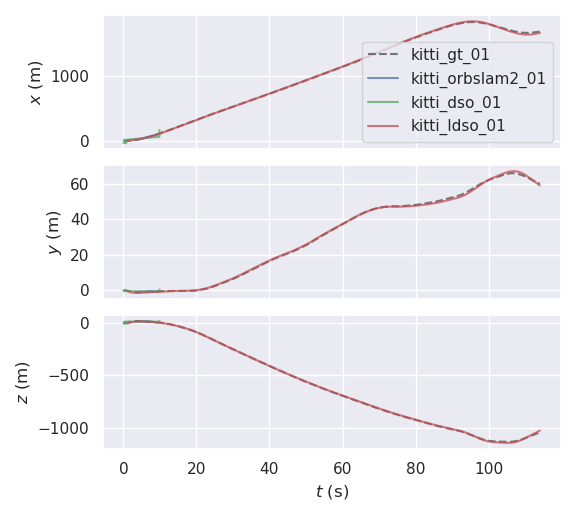 x (m)
1000
0
kitti_gt_01
kitti_orbslam2_01
kitti_dso_01
kitti_ldso_01
y (m)
60
40
20
0
z (m)
0
−500
−1000
0 20 40 60 80 100
t (s)